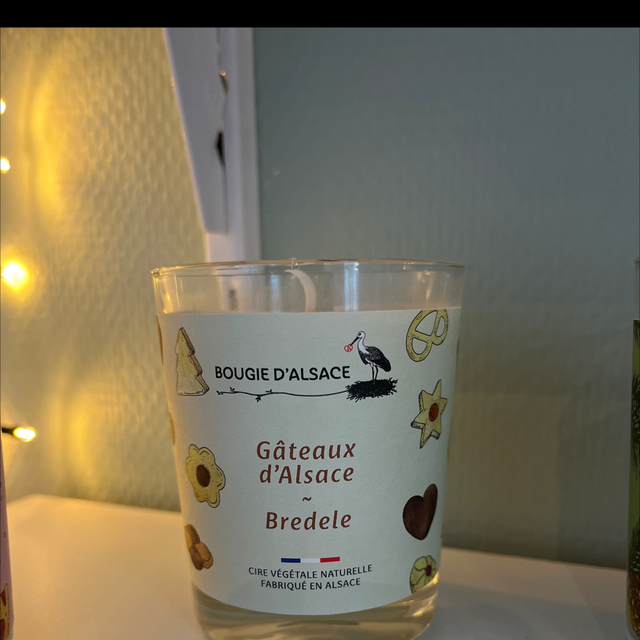 BOUGIE D'ALSACE
Gâteaux
d'Alsace
~
Bredele
CIRE VÉGÉTALE NATURELLE
FABRIQUÉ EN ALSACE